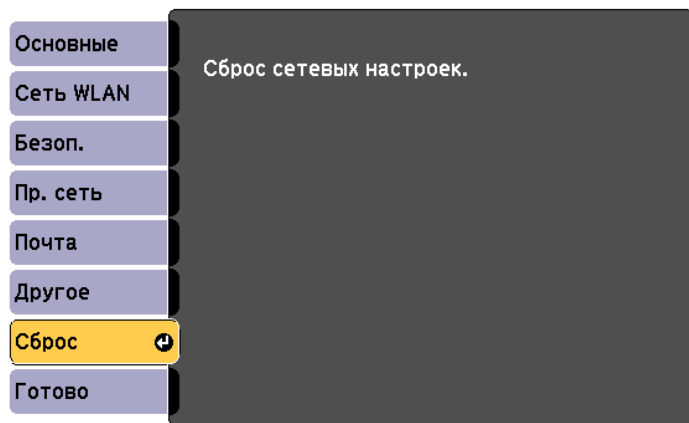 Основные
Сеть WLAN
Безоп.
Пр. сеть
Почта
Другое
Сброс
Готово
Сброс сетевых настроек.